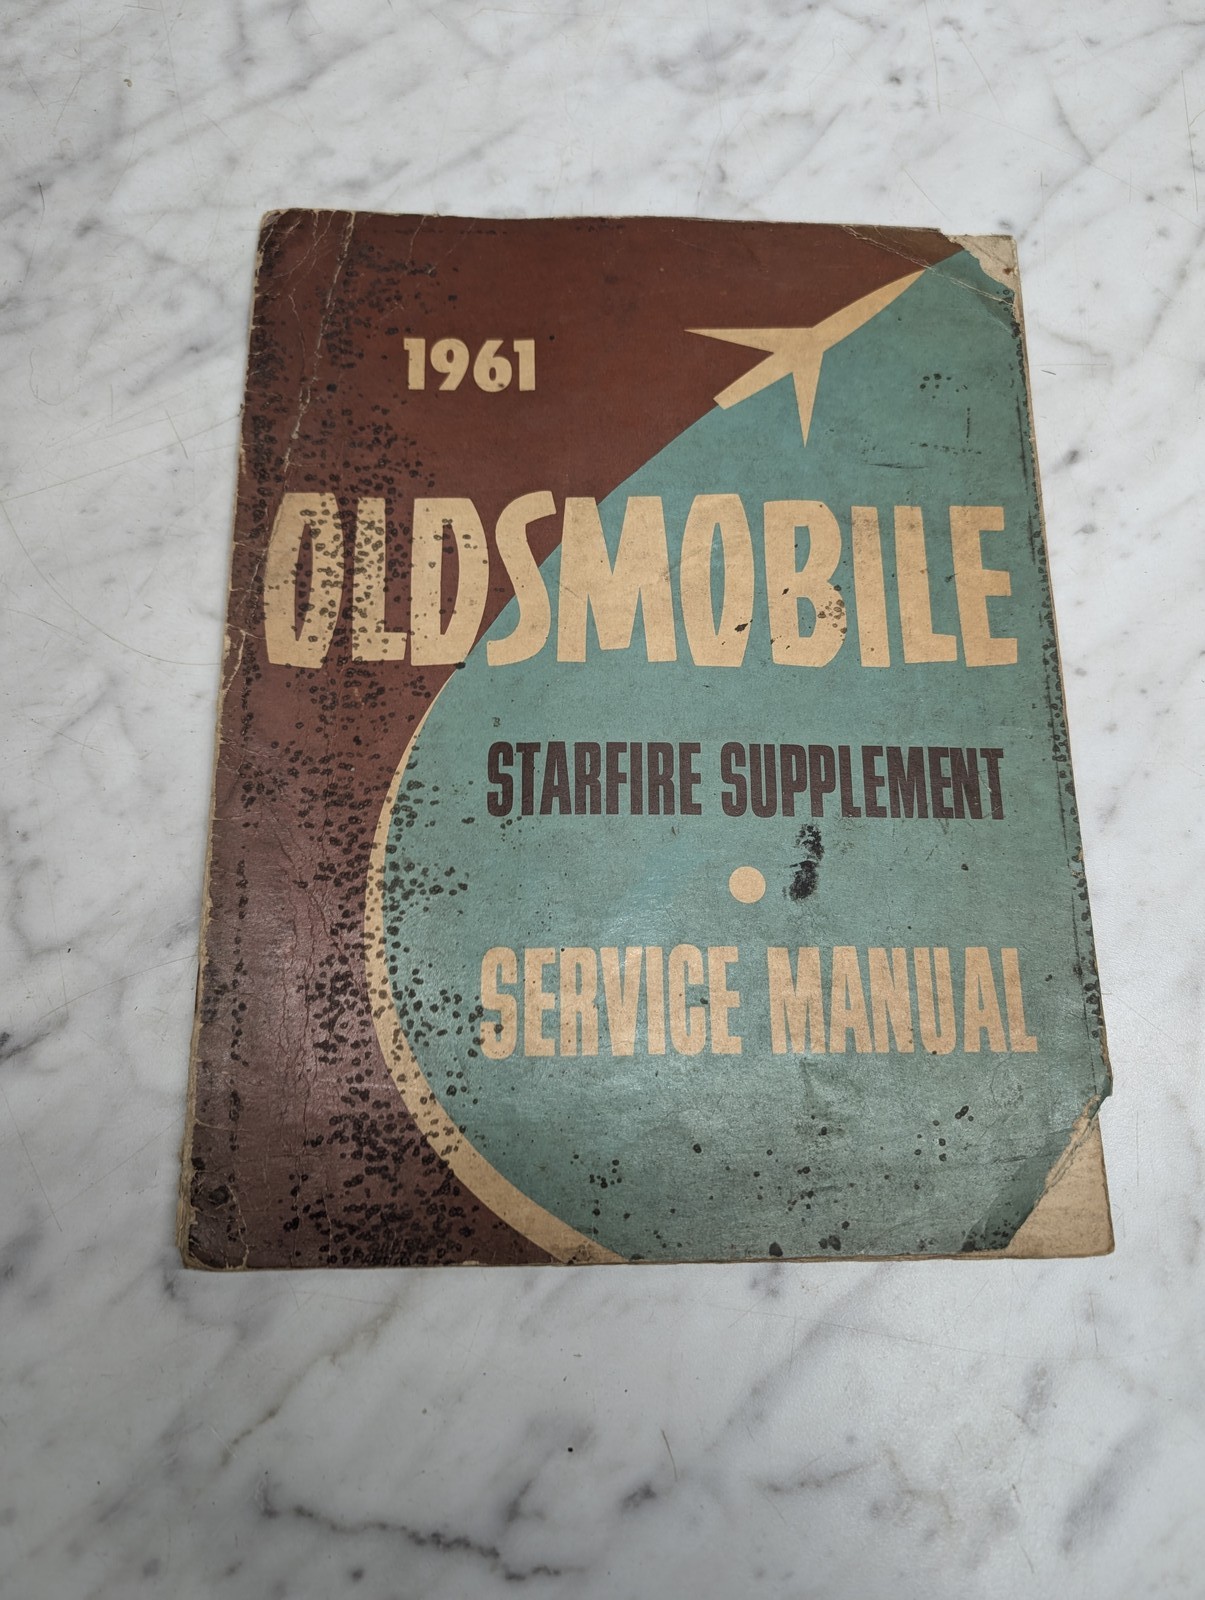 1961
OLDSMOBILE
STARFIRE SUPPLEMENT
SERVICE MANUAL